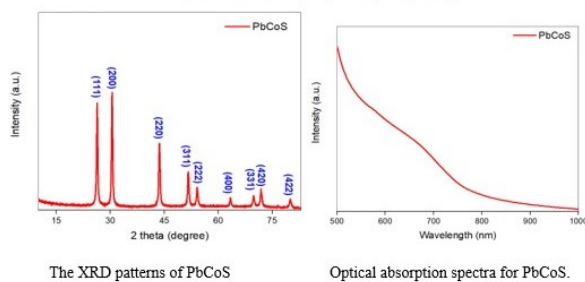 PbCoS
(111)
(200)
(220)
(311)
(222)
(400)
(331)
(420)
(422)
Intensity (a.u.)
15 30 45 60 75
2 theta (degree)
The XRD patterns of PbCoS
PbCoS
Intensity (a.u.)
500 600 700 800 900 1000
Wavelength (nm)
Optical absorption spectra for PbCoS.